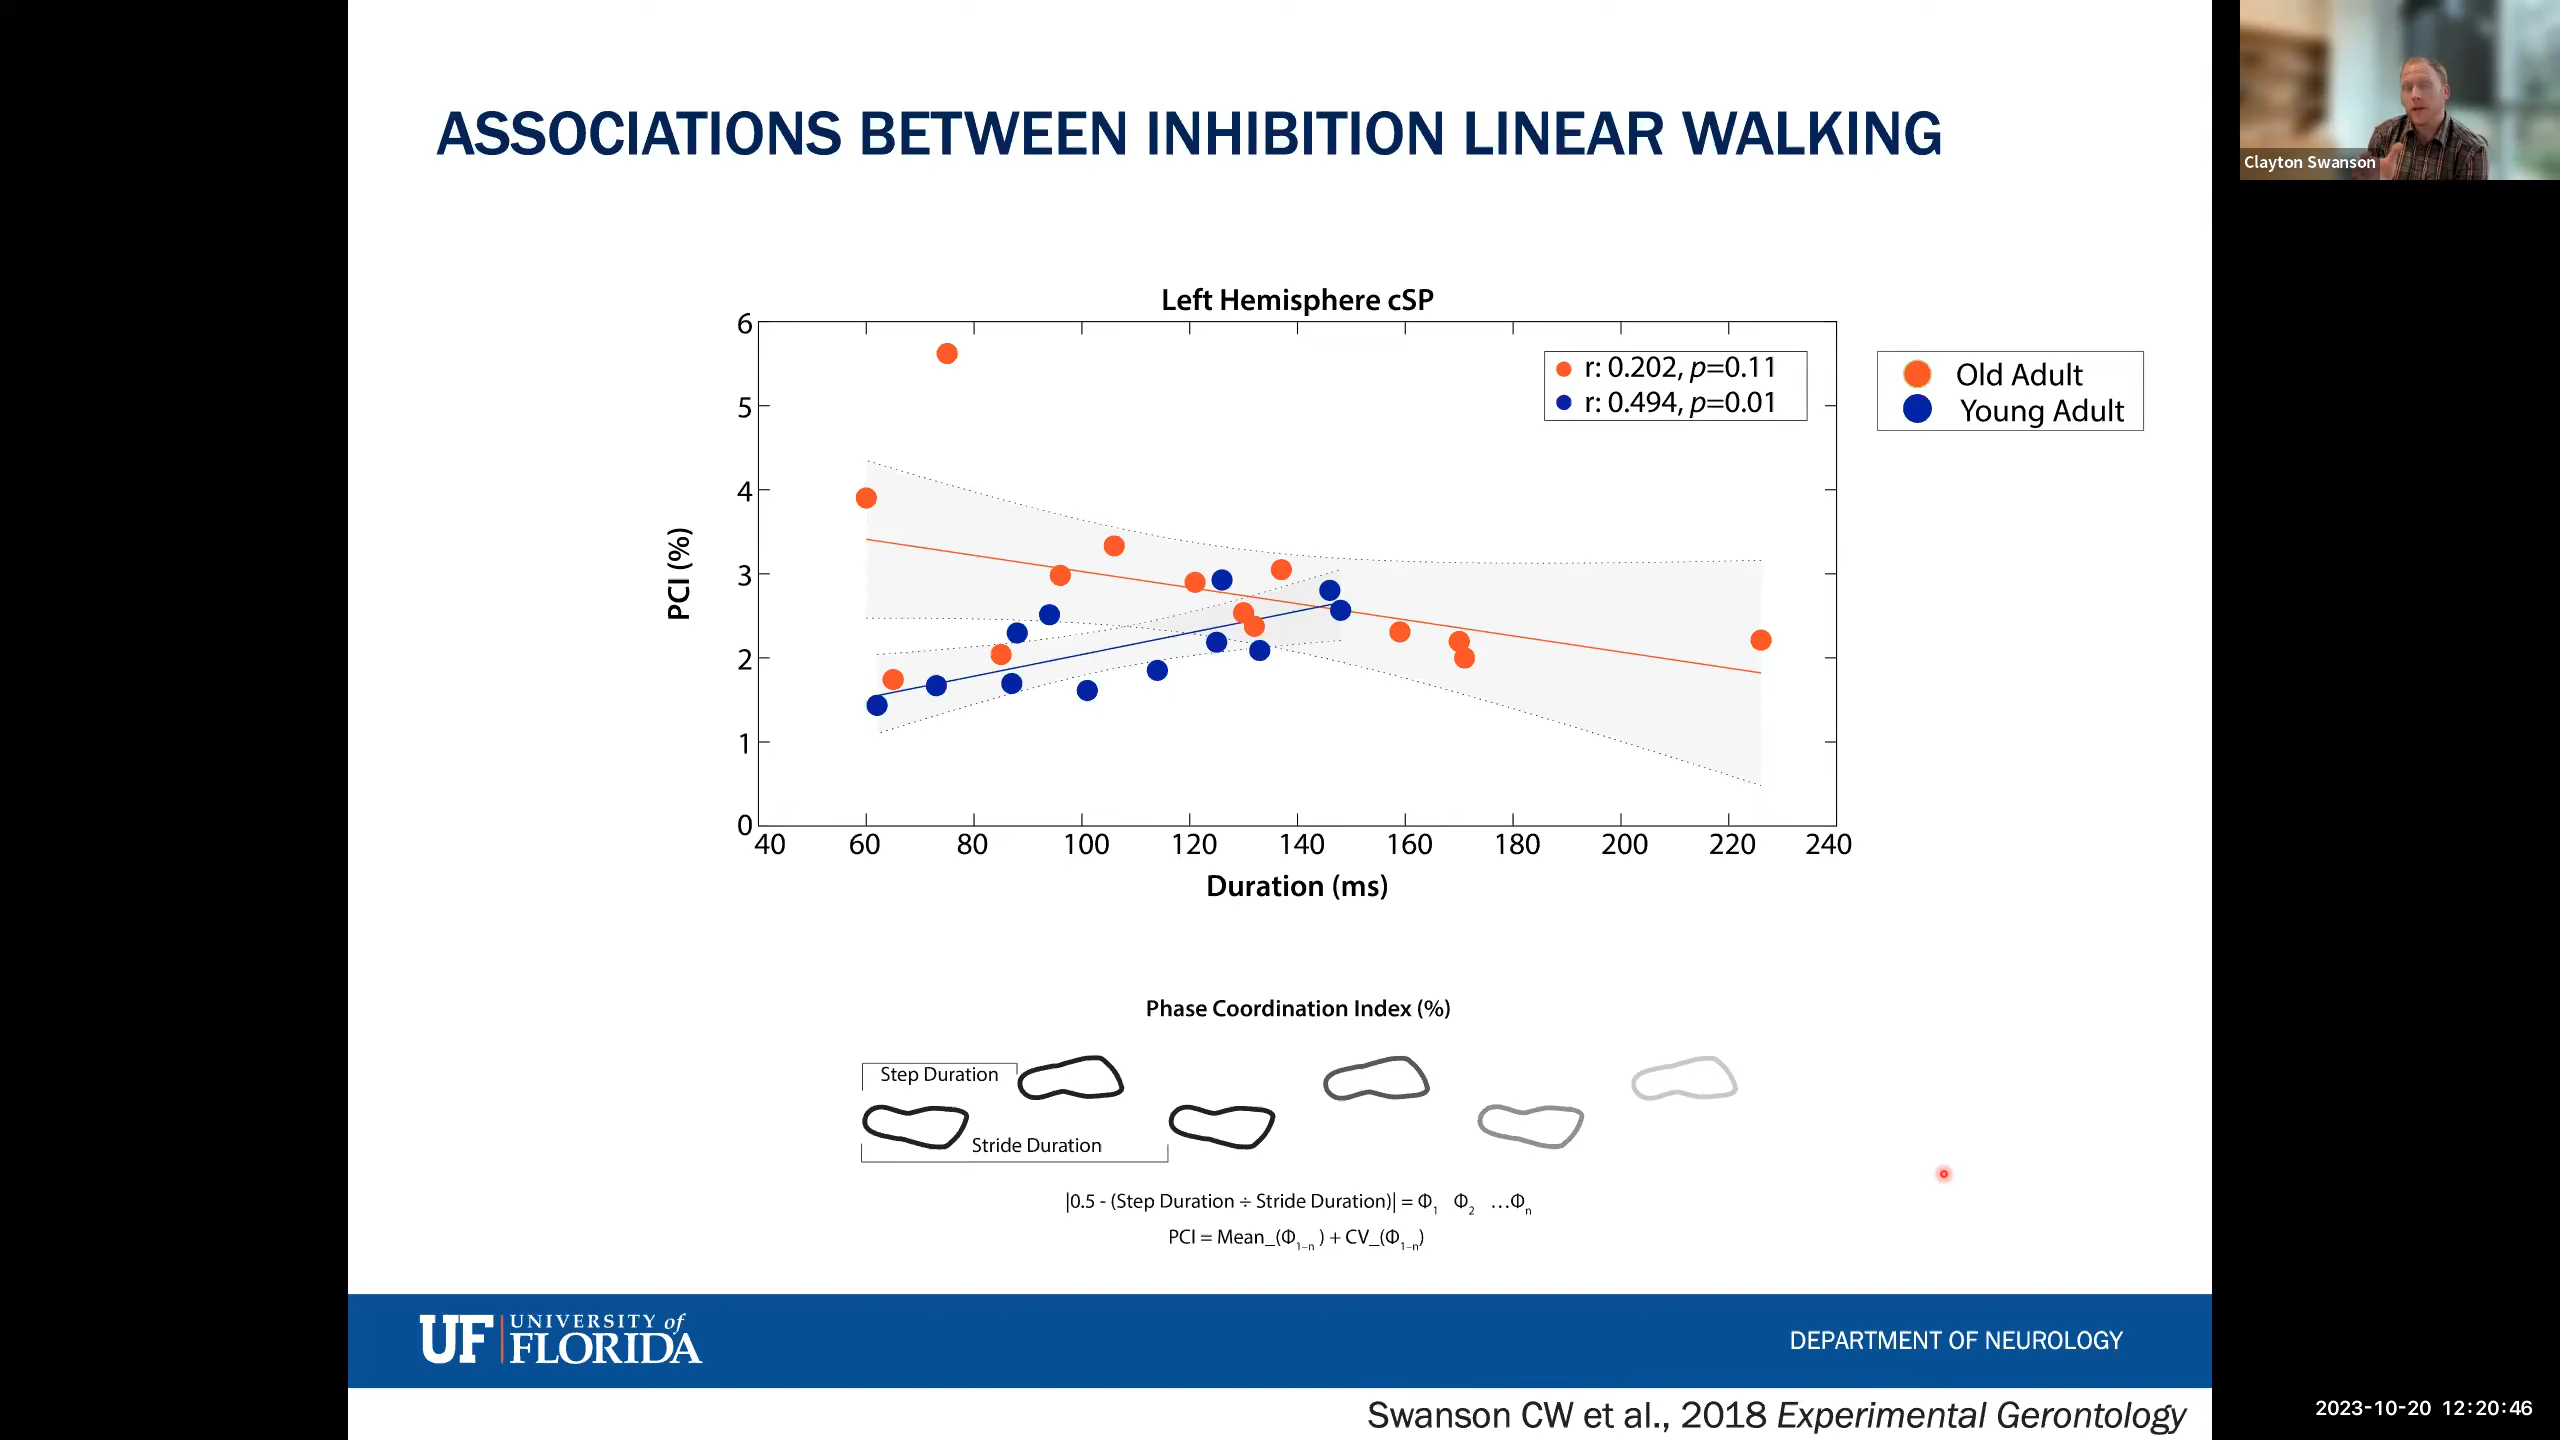 ASSOCIATIONS BETWEEN INHIBITION LINEAR WALKING
Clayton Swanson
Left Hemisphere cSP
6
5
4
3
2
1
0
PCI (%)
r: 0.202, p=0.11
r: 0.494, p=0.01
Old Adult
Young Adult
40 60 80 100 120 140 160 180 200 220 240
Duration (ms)
Phase Coordination Index (%)
Step Duration
Stride Duration
|0.5 - (Step Duration ÷ Stride Duration)| = Φ1 Φ2 …Φn
PCI = Mean_(Φ1–n ) + CV_(Φ1–n)
UF UNIVERSITY of
FLORIDA
DEPARTMENT OF NEUROLOGY
Swanson CW et al., 2018 Experimental Gerontology
2023-10-20 12:20:46